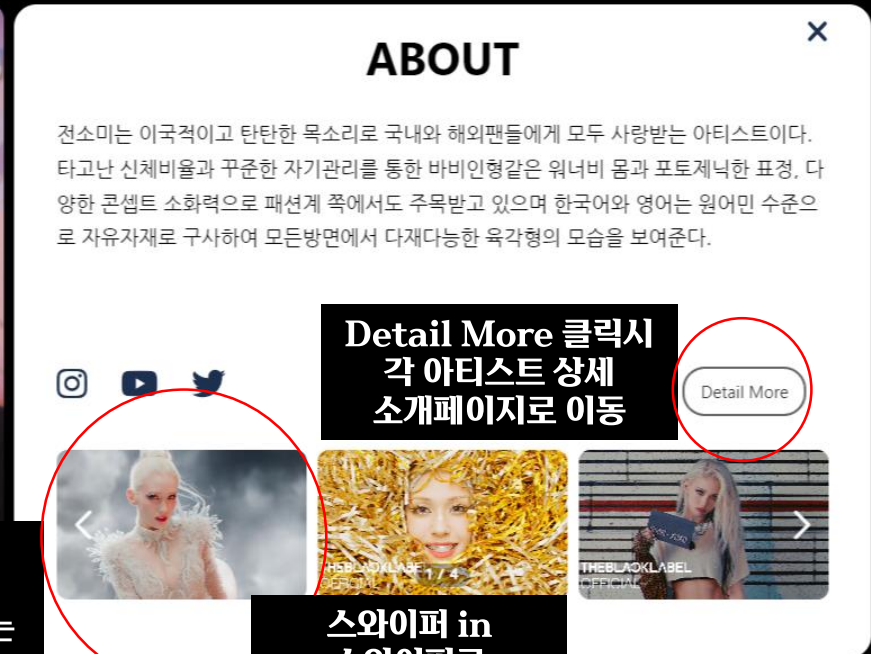 ABOUT
전소미는 이국적이고 탄탄한 목소리로 국내와 해외팬들에게 모두 사랑받는 아티스트이다.
타고난 신체비율과 꾸준한 자기관리를 통한 바비인형같은 워너비 몸과 포토제닉한 표정, 다
양한 콘셉트 소화력으로 패션계 쪽에서도 주목받고 있으며 한국어와 영어는 원어민 수준으
로 자유자재로 구사하여 모든방면에서 다재다능한 육각형의 모습을 보여준다.
Detail More 클릭시
각 아티스트 상세
소개페이지로 이동
Detail More
THEBLACKLABEL
OFFICIAL
1 / 4
THEBLACKLABEL
OFFICIAL
는
스와이퍼 in